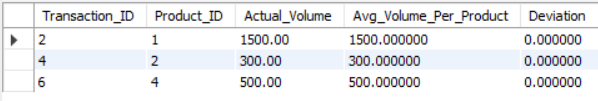 Transaction_ID Product_ID Actual_Volume Avg_Volume_Per_Product Deviation
2 1 1500.00 1500.000000 0.000000
4 2 300.00 300.000000 0.000000
6 4 500.00 500.000000 0.000000